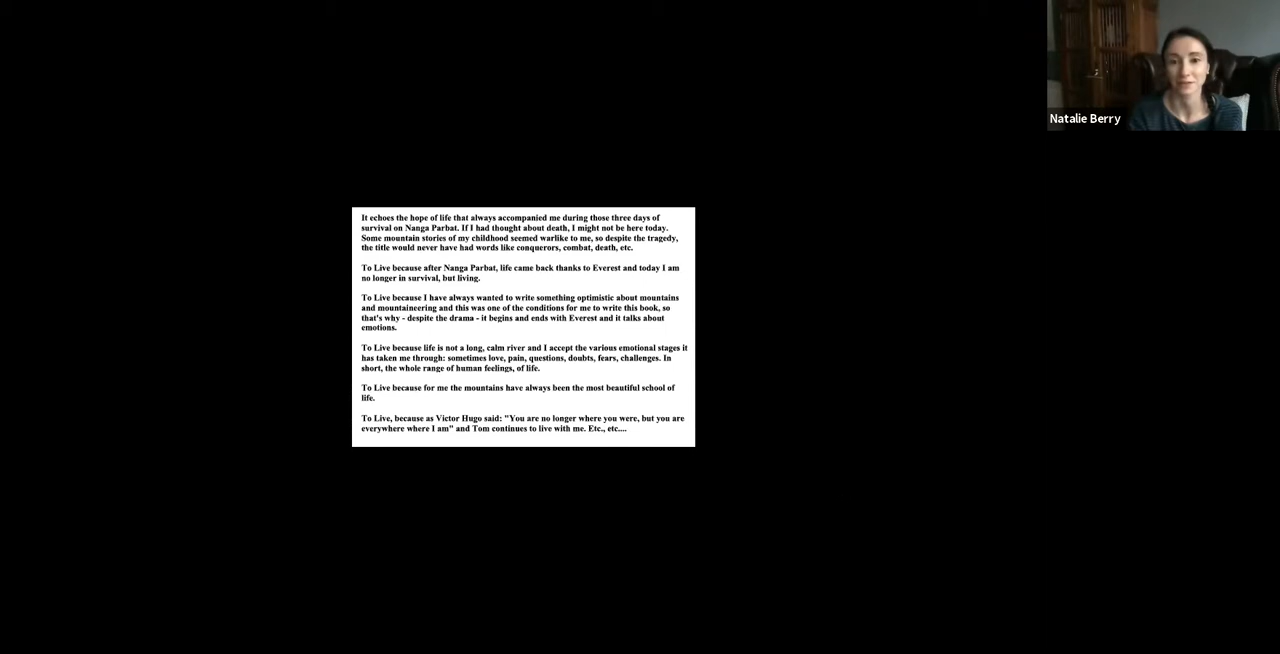 Natalie Berry
It echoes the hope of life that always accompanied me during those three days of
survival on Nanga Parbat. If I had thought about death, I might not be here today.
Some mountain stories of my childhood seemed warlike to me, so despite the tragedy,
the title would never have had words like conquerors, combat, death, etc.
To Live because after Nanga Parbat, life came back thanks to Everest and today I am
no longer in survival, but living.
To Live because I have always wanted to write something optimistic about mountains
and mountaineering and this was one of the conditions for me to write this book, so
that's why - despite the drama - it begins and ends with Everest and it talks about
emotions.
To Live because life is not a long, calm river and I accept the various emotional stages it
has taken me through: sometimes love, pain, questions, doubts, fears, challenges. In
short, the whole range of human feelings, of life.
To Live because for me the mountains have always been the most beautiful school of
life.
To Live, because as Victor Hugo said: "You are no longer where you were, but you are
everywhere where I am" and Tom continues to live with me. Etc., etc....